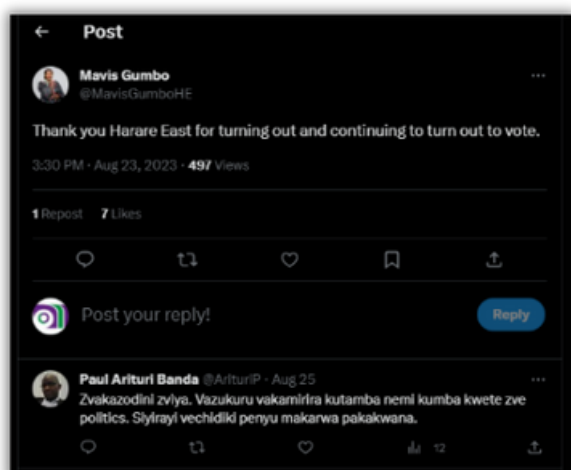 Post
Mavis Gumbo
@MavisGumboHE
Thank you Harare East for turning out and continuing to turn out to vote.
3:30 PM · Aug 23, 2023 · 497 Views
1 Repost 7 Likes
Post your reply!
Reply
Paul Arituri Banda @ArituriP · Aug 25
Zvakazodini zviya. Vazukuru vakamirira kutamba nemi kumba kwete zve
politics. Siyirayi vechidiki penyu makarwa pakakwana.
12